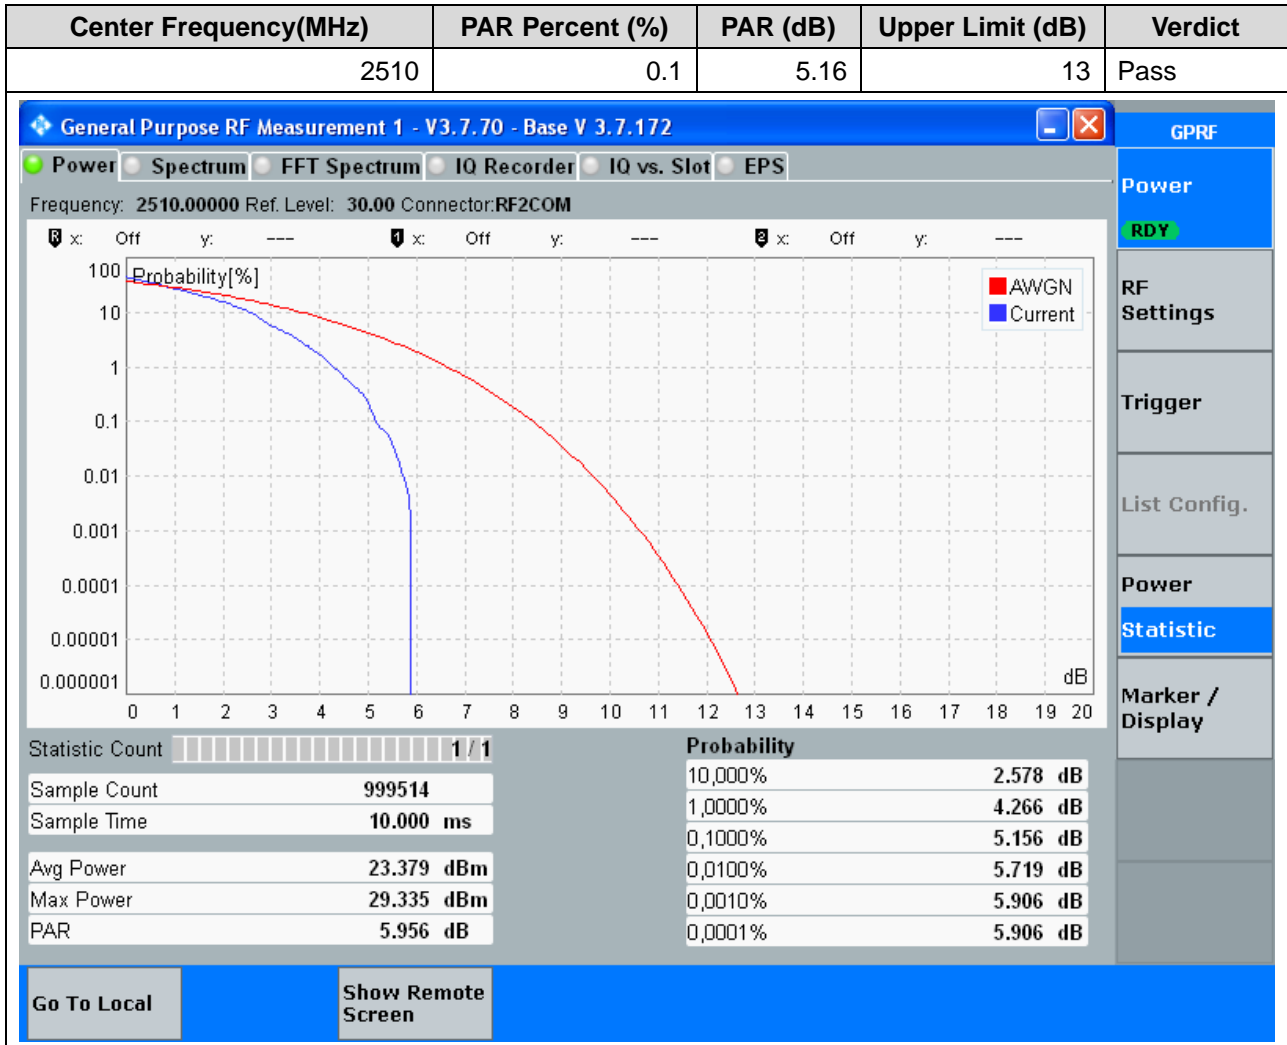 Center Frequency(MHz) PAR Percent (%) PAR (dB) Upper Limit (dB) Verdict
2510 0.1 5.16 13 Pass
General Purpose RF Measurement 1 - V3.7.70 - Base V 3.7.172
GPRF
Power Spectrum FFT Spectrum IQ Recorder IQ vs. Slot EPS
Power
RDY
Frequency: 2510.00000 Ref. Level: 30.00 Connector:RF2COM
R x: Off y: --- 1 x: Off y: --- 2 x: Off y: ---
Probability[%]
AWGN
Current
100
10
1
0.1
0.01
0.001
0.0001
0.00001
0.000001
dB
0 1 2 3 4 5 6 7 8 9 10 11 12 13 14 15 16 17 18 19 20
RF
Settings
Trigger
List Config.
Power
Statistic
Marker /
Display
Statistic Count 1 / 1
Sample Count 999514
Sample Time 10.000 ms
Avg Power 23.379 dBm
Max Power 29.335 dBm
PAR 5.956 dB
Probability
10,000% 2.578 dB
1,0000% 4.266 dB
0,1000% 5.156 dB
0,0100% 5.719 dB
0,0010% 5.906 dB
0,0001% 5.906 dB
Go To Local
Show Remote
Screen